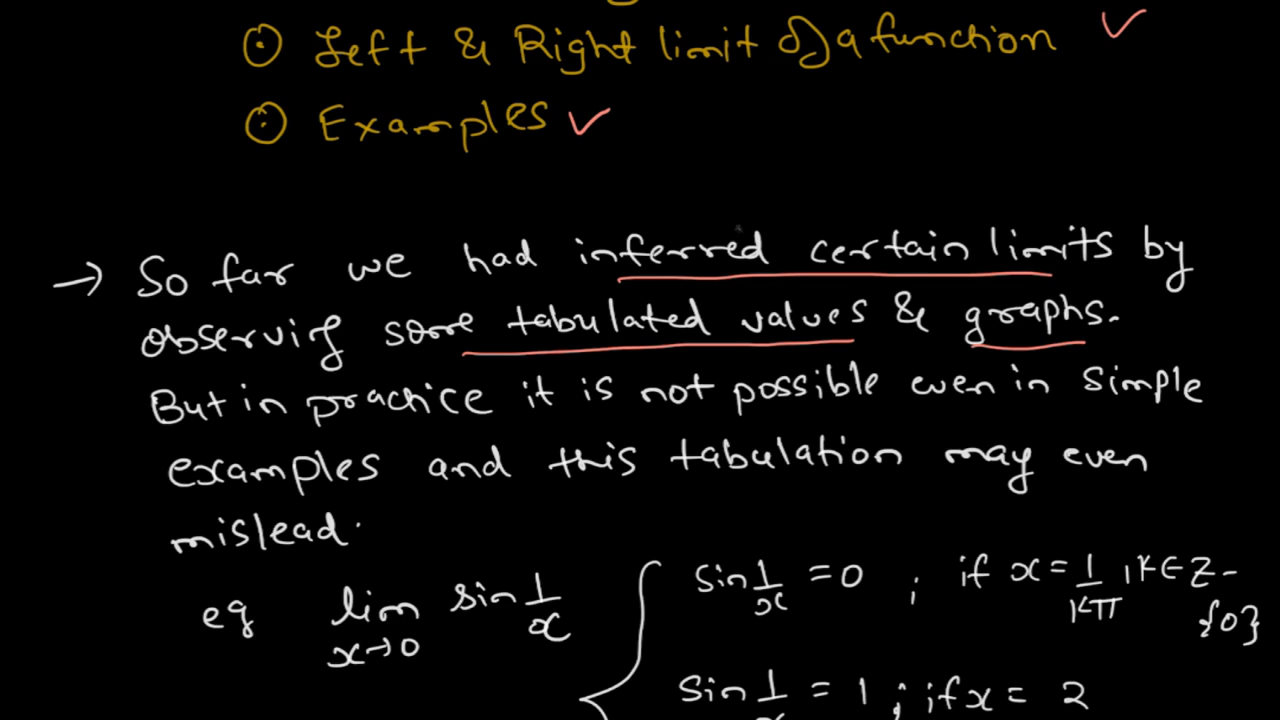 ⊙ Left & Right limit of a function ✓
⊙ Examples ✓
→ So far we had inferred certain limits by
observing some tabulated values & graphs.
But in practice it is not possible even in simple
examples and this tabulation may even
mislead.
eg lim x→0 sin 1/x { sin 1/x = 0 ; if x = 1/kπ , k ∈ Z - {0}
sin 1/x = 1 ; if x = 2